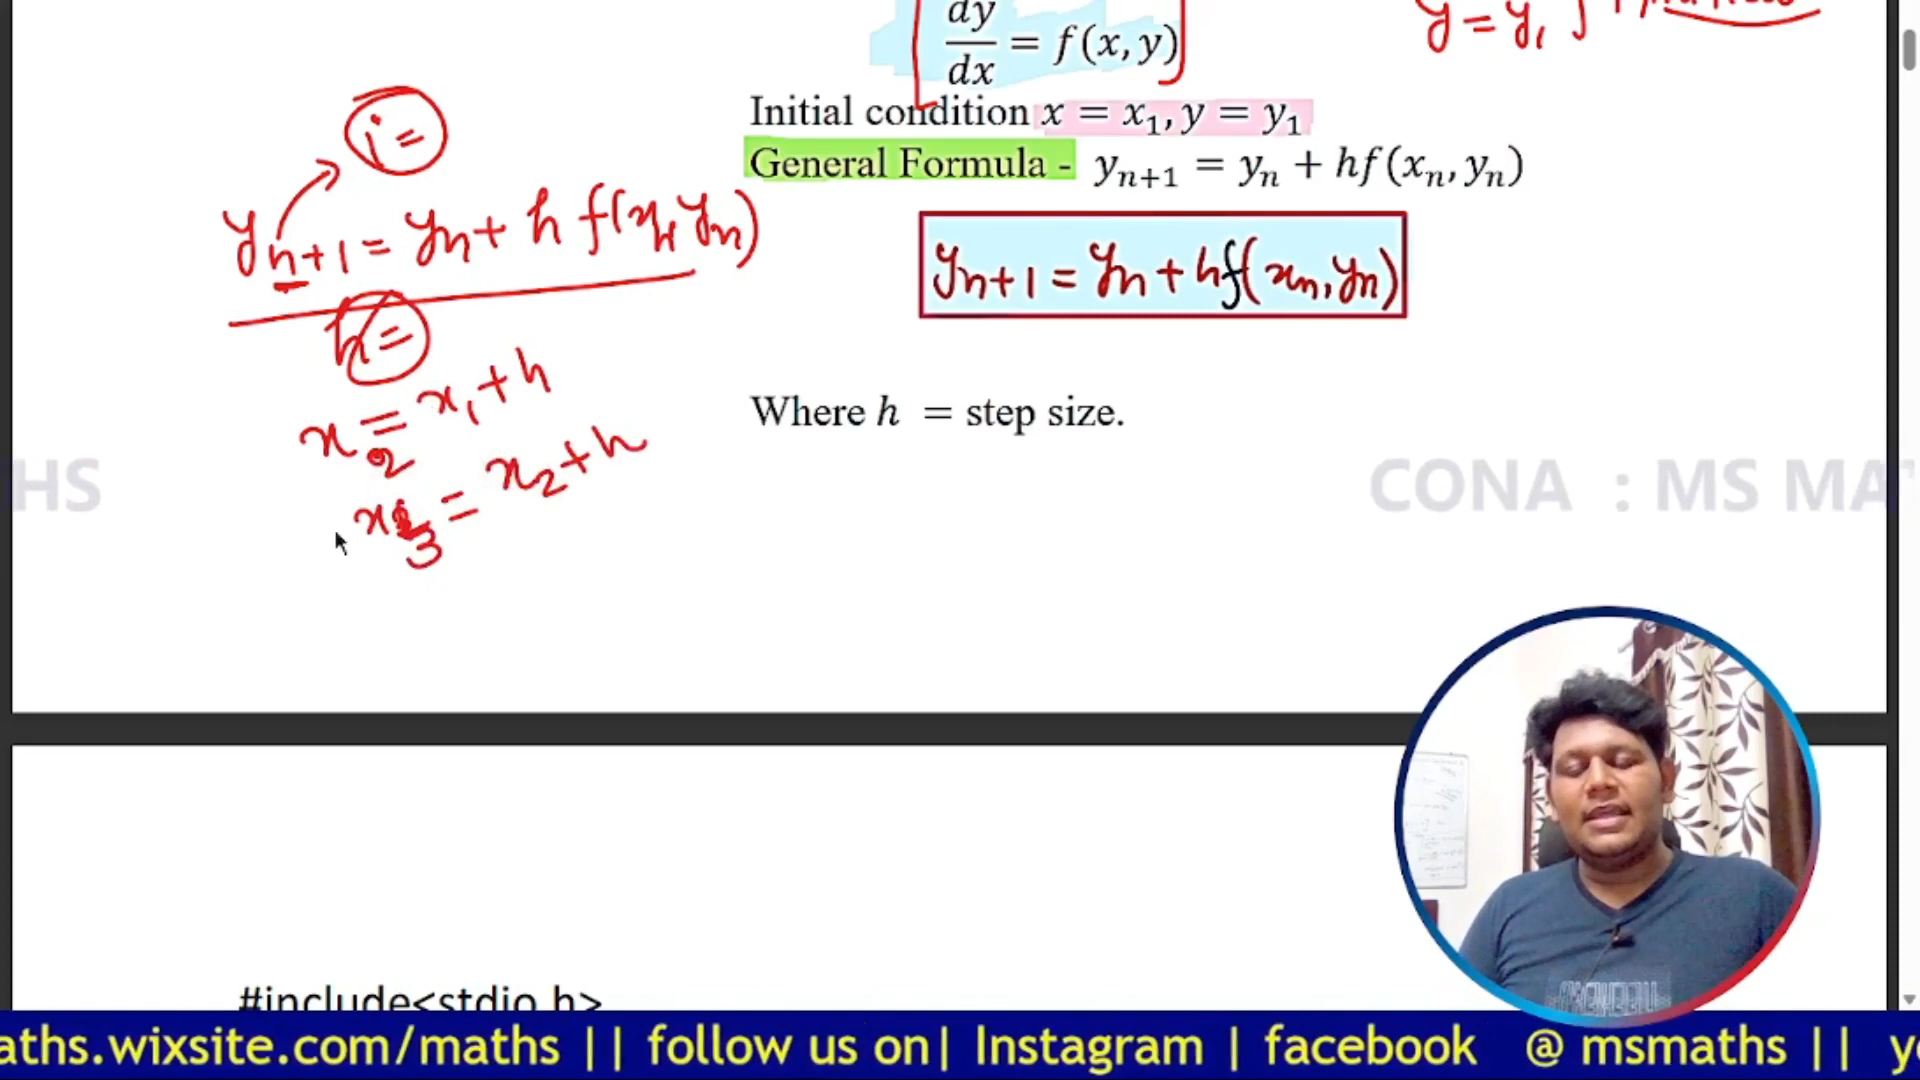 dy/dx = f(x, y)
y = y₁
Initial condition x = x₁, y = y₁
General Formula - yₙ₊₁ = yₙ + hf(xₙ, yₙ)
i =
yₙ₊₁ = yₙ + h f(xₙ, yₙ)
yₙ₊₁ = yₙ + hf(xₙ, yₙ)
h =
x₂ = x₁ + h
Where h = step size.
x₃ = x₂ + h
HS
CONA : MS MA
#include<stdio.h>
aths.wixsite.com/maths || follow us on| Instagram | facebook @ msmaths || y